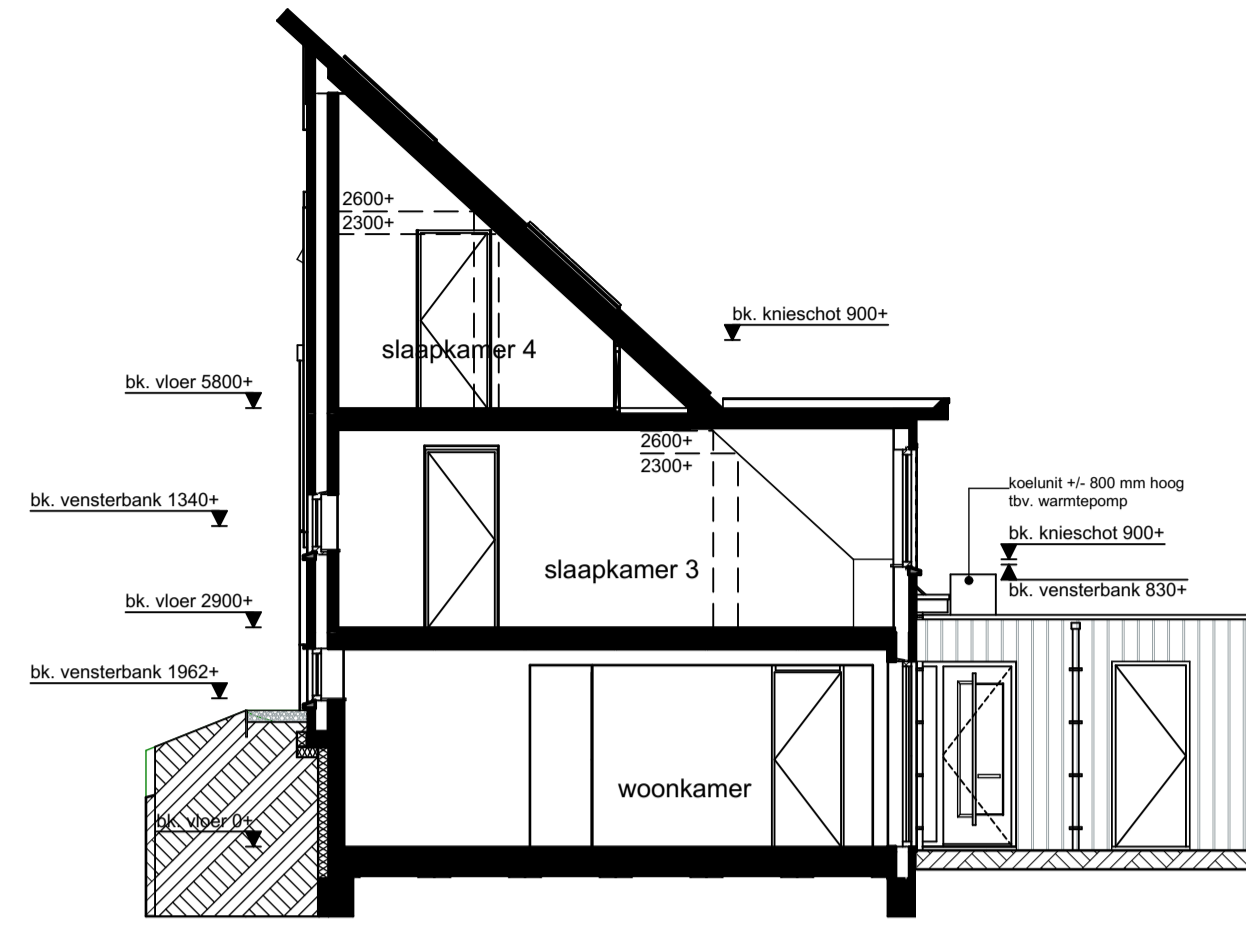 2600+
2300+
bk. knieschot 900+
slaapkamer 4
bk. vloer 5800+
2600+
2300+
koelunit +/- 800 mm hoog
tbv. warmtepomp
bk. vensterbank 1340+
bk. knieschot 900+
slaapkamer 3
bk. vensterbank 830+
bk. vloer 2900+
bk. vensterbank 1962+
woonkamer
bk. vloer 0+